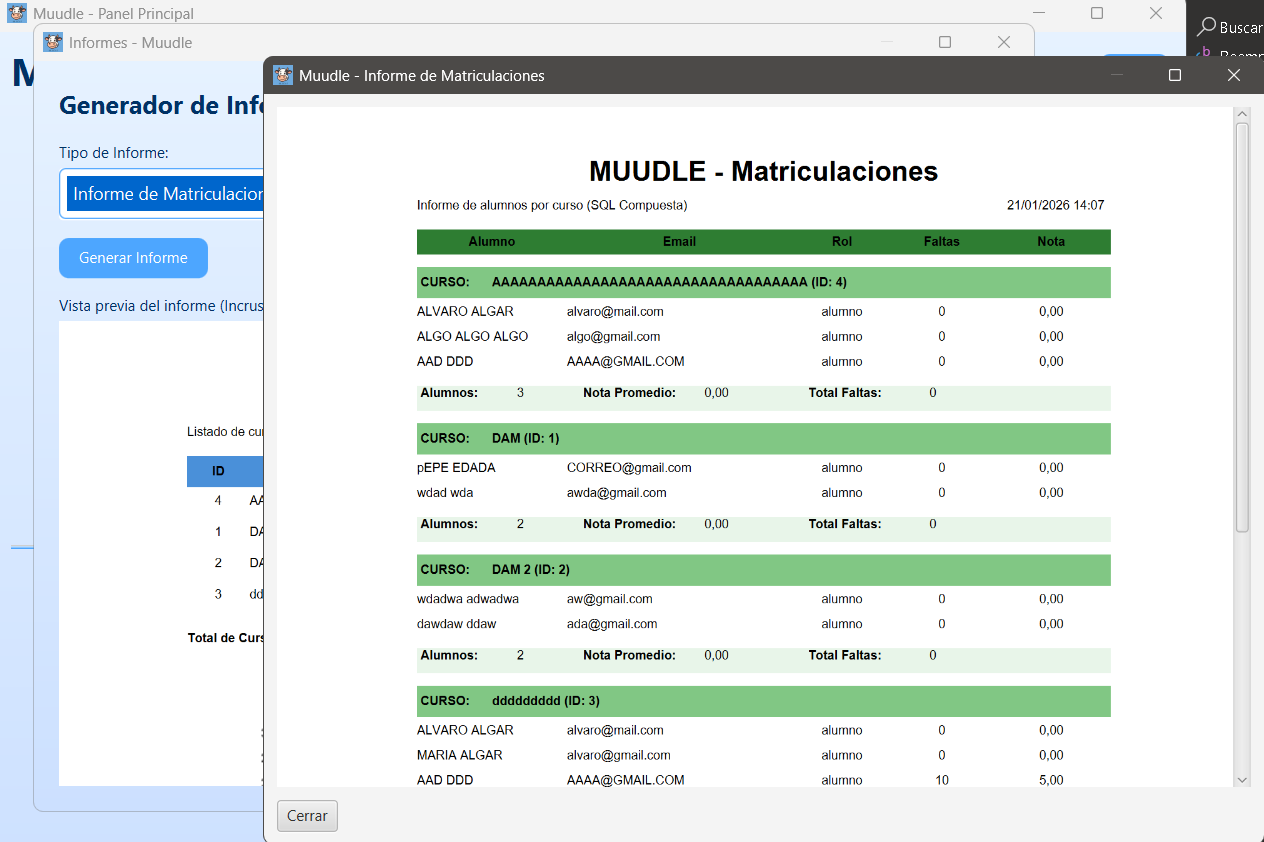 Muudle - Panel Principal
Buscar
Informes - Muudle
Muudle - Informe de Matriculaciones
Generador de Info
Tipo de Informe:
Informe de Matriculacion
Generar Informe
Vista previa del informe (Incrus
Listado de cur
ID
4 AA
1 DA
2 DA
3 dd
Total de Curs
MUUDLE - Matriculaciones
Informe de alumnos por curso (SQL Compuesta) 21/01/2026 14:07
Alumno Email Rol Faltas Nota
CURSO: AAAAAAAAAAAAAAAAAAAAAAAAAAAAAAAAAAA (ID: 4)
ALVARO ALGAR alvaro@mail.com alumno 0 0,00
ALGO ALGO ALGO algo@gmail.com alumno 0 0,00
AAD DDD AAAA@GMAIL.COM alumno 0 0,00
Alumnos: 3 Nota Promedio: 0,00 Total Faltas: 0
CURSO: DAM (ID: 1)
pEPE EDADA CORREO@gmail.com alumno 0 0,00
wdad wda awda@gmail.com alumno 0 0,00
Alumnos: 2 Nota Promedio: 0,00 Total Faltas: 0
CURSO: DAM 2 (ID: 2)
wdadwa adwadwa aw@gmail.com alumno 0 0,00
dawdaw ddaw ada@gmail.com alumno 0 0,00
Alumnos: 2 Nota Promedio: 0,00 Total Faltas: 0
CURSO: ddddddddd (ID: 3)
ALVARO ALGAR alvaro@mail.com alumno 0 0,00
MARIA ALGAR alvaro@gmail.com alumno 0 0,00
AAD DDD AAAA@GMAIL.COM alumno 10 5,00
Cerrar